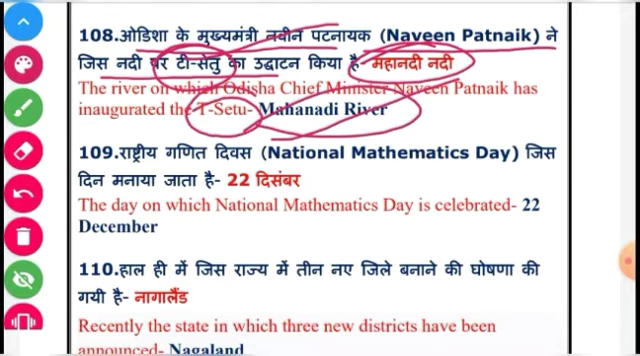 108.ओडिशा के मुख्यमंत्री नवीन पटनायक (Naveen Patnaik) ने
जिस नदी पर टी-सेतु का उद्घाटन किया है- महानदी नदी
The river on which Odisha Chief Minister Naveen Patnaik has
inaugurated the T-Setu- Mahanadi River
109.राष्ट्रीय गणित दिवस (National Mathematics Day) जिस
दिन मनाया जाता है- 22 दिसंबर
The day on which National Mathematics Day is celebrated- 22
December
110.हाल ही में जिस राज्य में तीन नए जिले बनाने की घोषणा की
गयी है- नागालैंड
Recently the state in which three new districts have been
announced- Nagaland